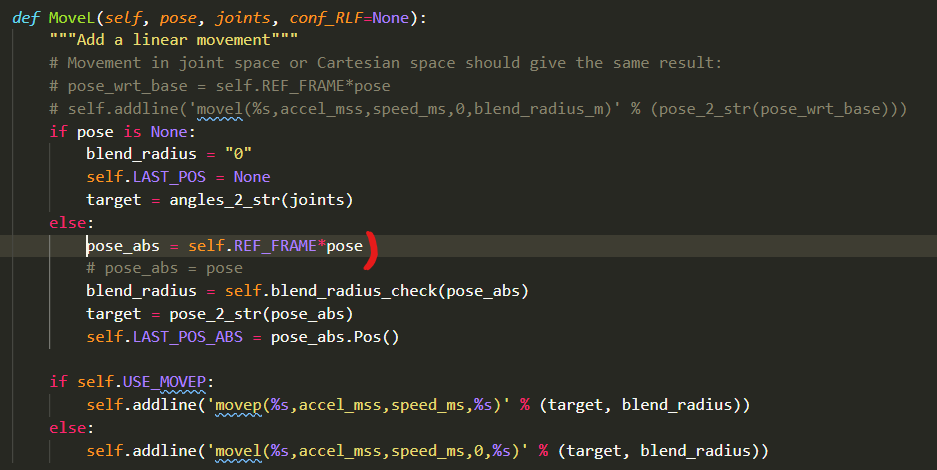 def MoveL(self, pose, joints, conf_RLF=None):
    """Add a linear movement"""
    # Movement in joint space or Cartesian space should give the same result:
    # pose_wrt_base = self.REF_FRAME*pose
    # self.addline('movel(%s,accel_mss,speed_ms,0,blend_radius_m)' % (pose_2_str(pose_wrt_base)))
    if pose is None:
        blend_radius = "0"
        self.LAST_POS = None
        target = angles_2_str(joints)
    else:
        pose_abs = self.REF_FRAME*pose )
        # pose_abs = pose
        blend_radius = self.blend_radius_check(pose_abs)
        target = pose_2_str(pose_abs)
        self.LAST_POS_ABS = pose_abs.Pos()
    if self.USE_MOVEP:
        self.addline('movep(%s,accel_mss,speed_ms,%s)' % (target, blend_radius))
    else:
        self.addline('movel(%s,accel_mss,speed_ms,0,%s)' % (target, blend_radius))